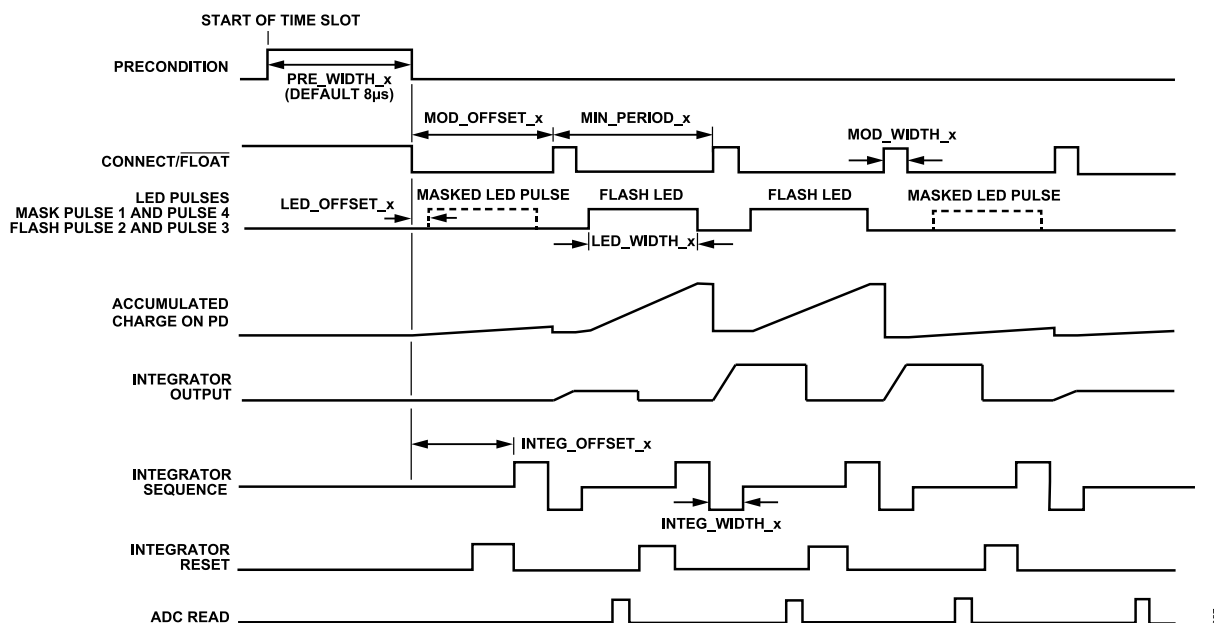 START OF TIME SLOT
PRECONDITION
PRE_WIDTH_x
(DEFAULT 8µs)
MOD_OFFSET_x
MIN_PERIOD_x
MOD_WIDTH_x
CONNECT/FLOAT
LED PULSES
MASK PULSE 1 AND PULSE 4
FLASH PULSE 2 AND PULSE 3
LED_OFFSET_x
MASKED LED PULSE
FLASH LED
FLASH LED
MASKED LED PULSE
LED_WIDTH_x
ACCUMULATED
CHARGE ON PD
INTEGRATOR
OUTPUT
INTEG_OFFSET_x
INTEGRATOR
SEQUENCE
INTEG_WIDTH_x
INTEGRATOR
RESET
ADC READ